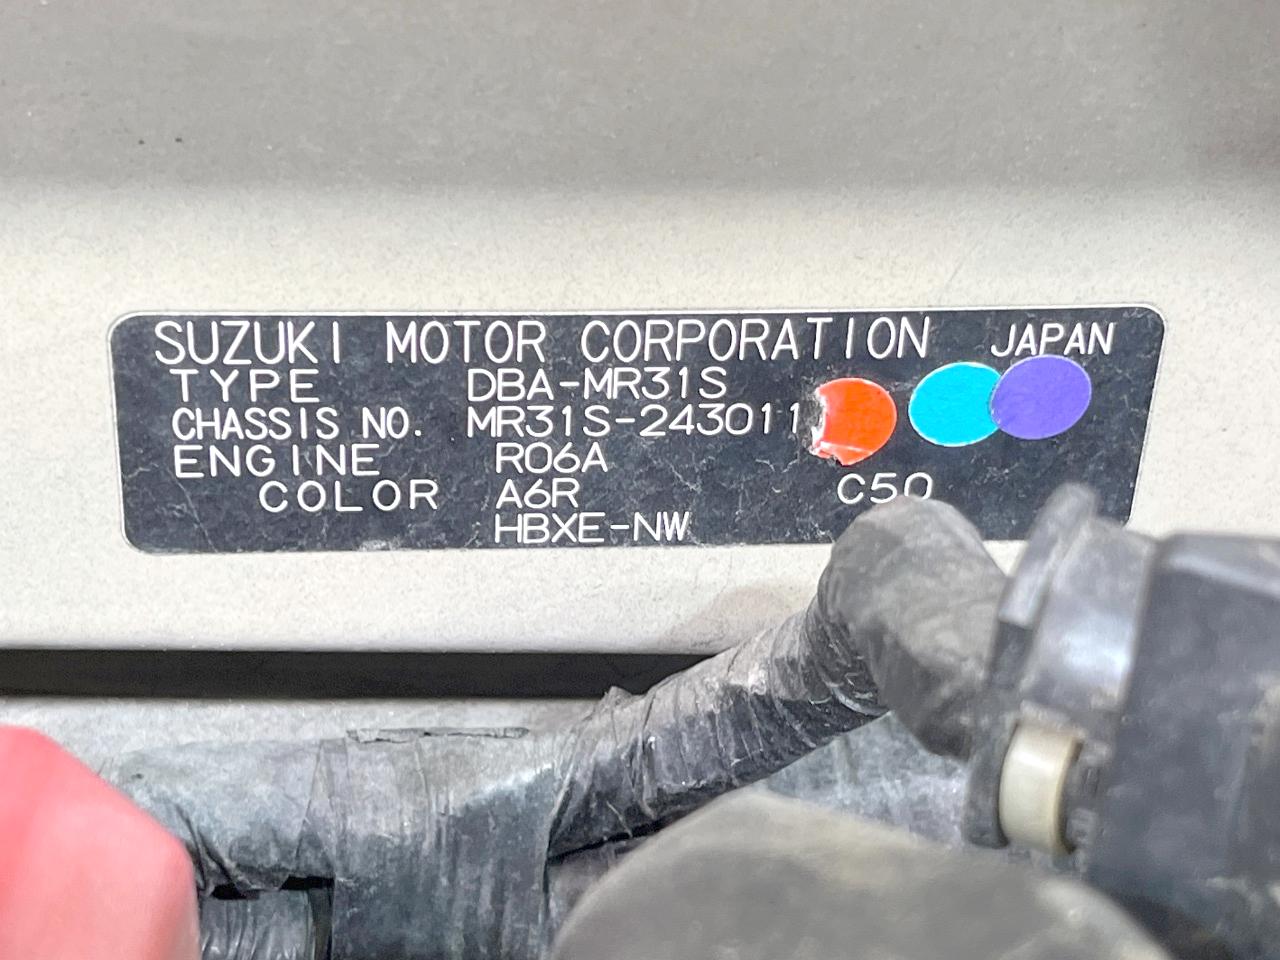 SUZUKI MOTOR CORPORATION JAPAN
TYPE DBA-MR31S
CHASSIS NO. MR31S-243011
ENGINE R06A
COLOR A6R C50
HBXE-NW